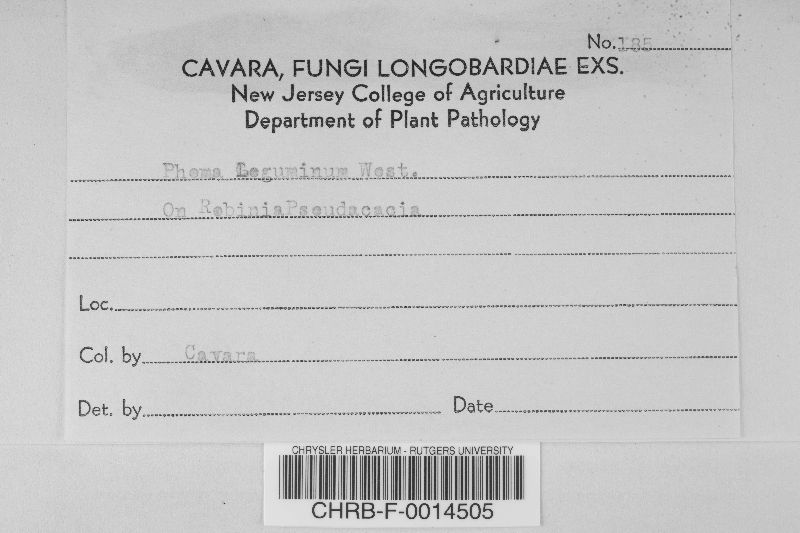 No. 185
CAVARA, FUNGI LONGOBARDIAE EXS.
New Jersey College of Agriculture
Department of Plant Pathology
Phoma Leguminum West.
On Robinia Pseudacacia
Loc.
Col. by Cavara
Det. by Date
CHRYSLER HERBARIUM - RUTGERS UNIVERSITY
CHRB-F-0014505